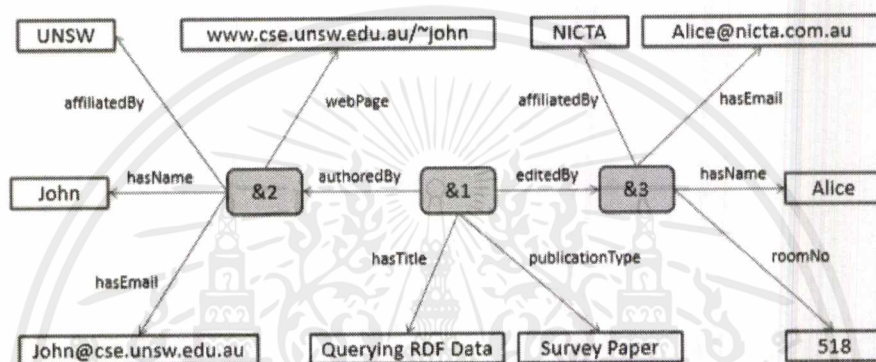 UNSW www.cse.unsw.edu.au/~john NICTA Alice@nicta.com.au
affiliatedBy webPage affiliatedBy hasEmail
John hasName &2 authoredBy &1 editedBy &3 hasName Alice
hasEmail hasTitle publicationType roomNo
John@cse.unsw.edu.au Querying RDF Data Survey Paper 518